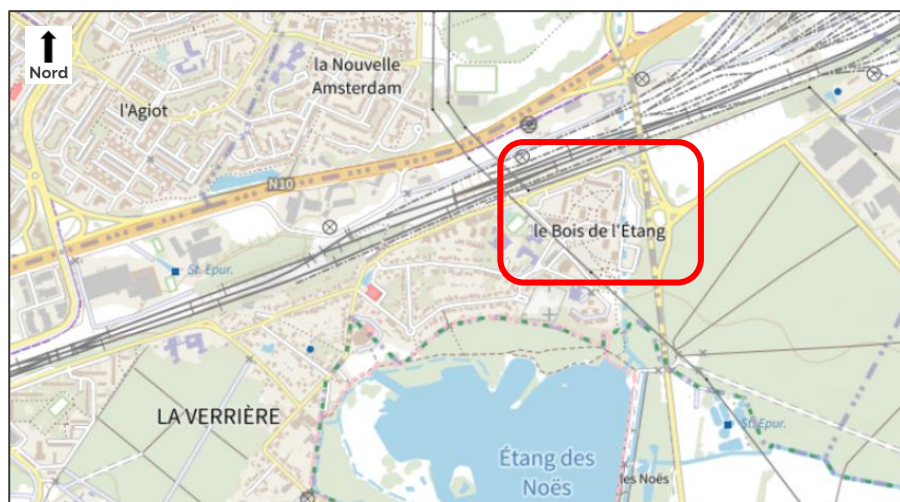 Nord
la Nouvelle
Amsterdam
l'Agiot
N10
le Bois de l'Étang
St. Epur.
LA VERRIÈRE
St. Epur.
Étang des
Noës
les Noës